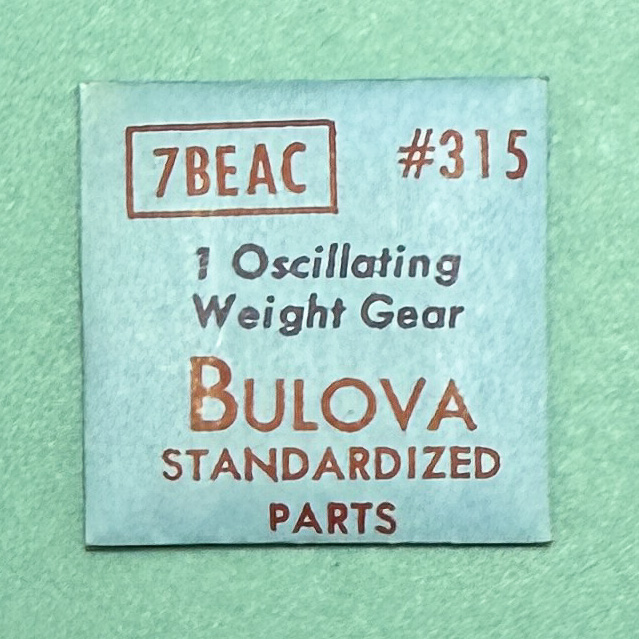 7BEAC #315
1 Oscillating
Weight Gear
BULOVA
STANDARDIZED
PARTS